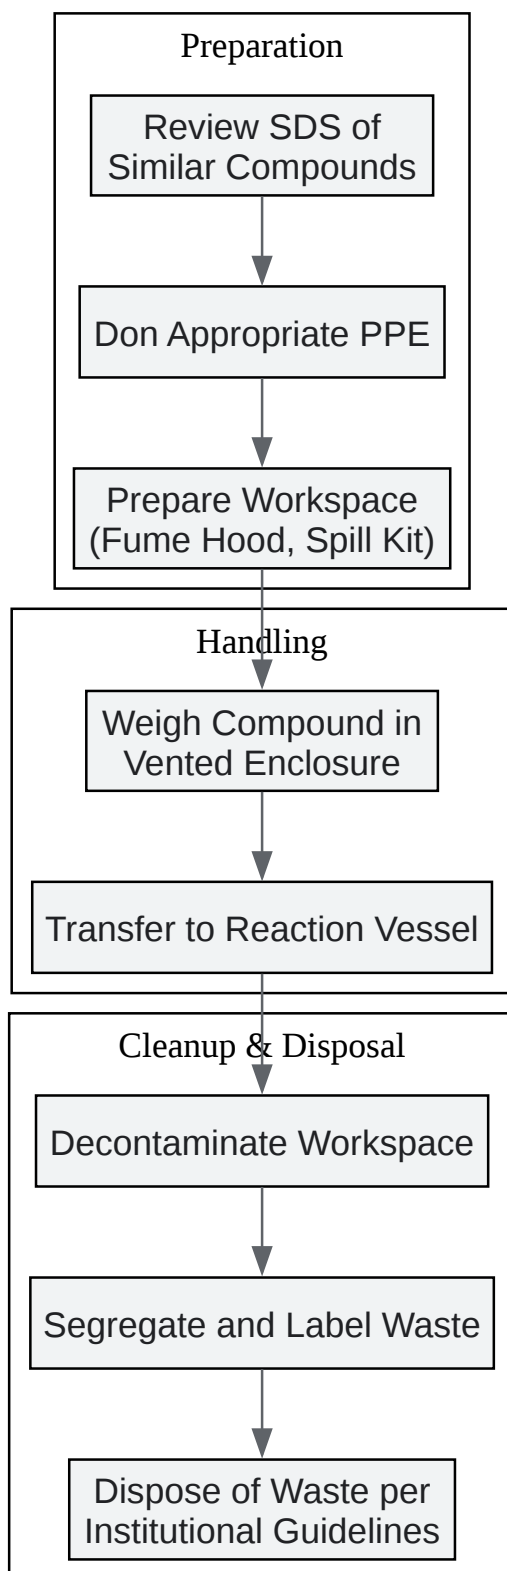 Preparation
Review SDS of
Similar Compounds
Don Appropriate PPE
Prepare Workspace
(Fume Hood, Spill Kit)
Handling
Weigh Compound in
Vented Enclosure
Transfer to Reaction Vessel
Cleanup & Disposal
Decontaminate Workspace
Segregate and Label Waste
Dispose of Waste per
Institutional Guidelines